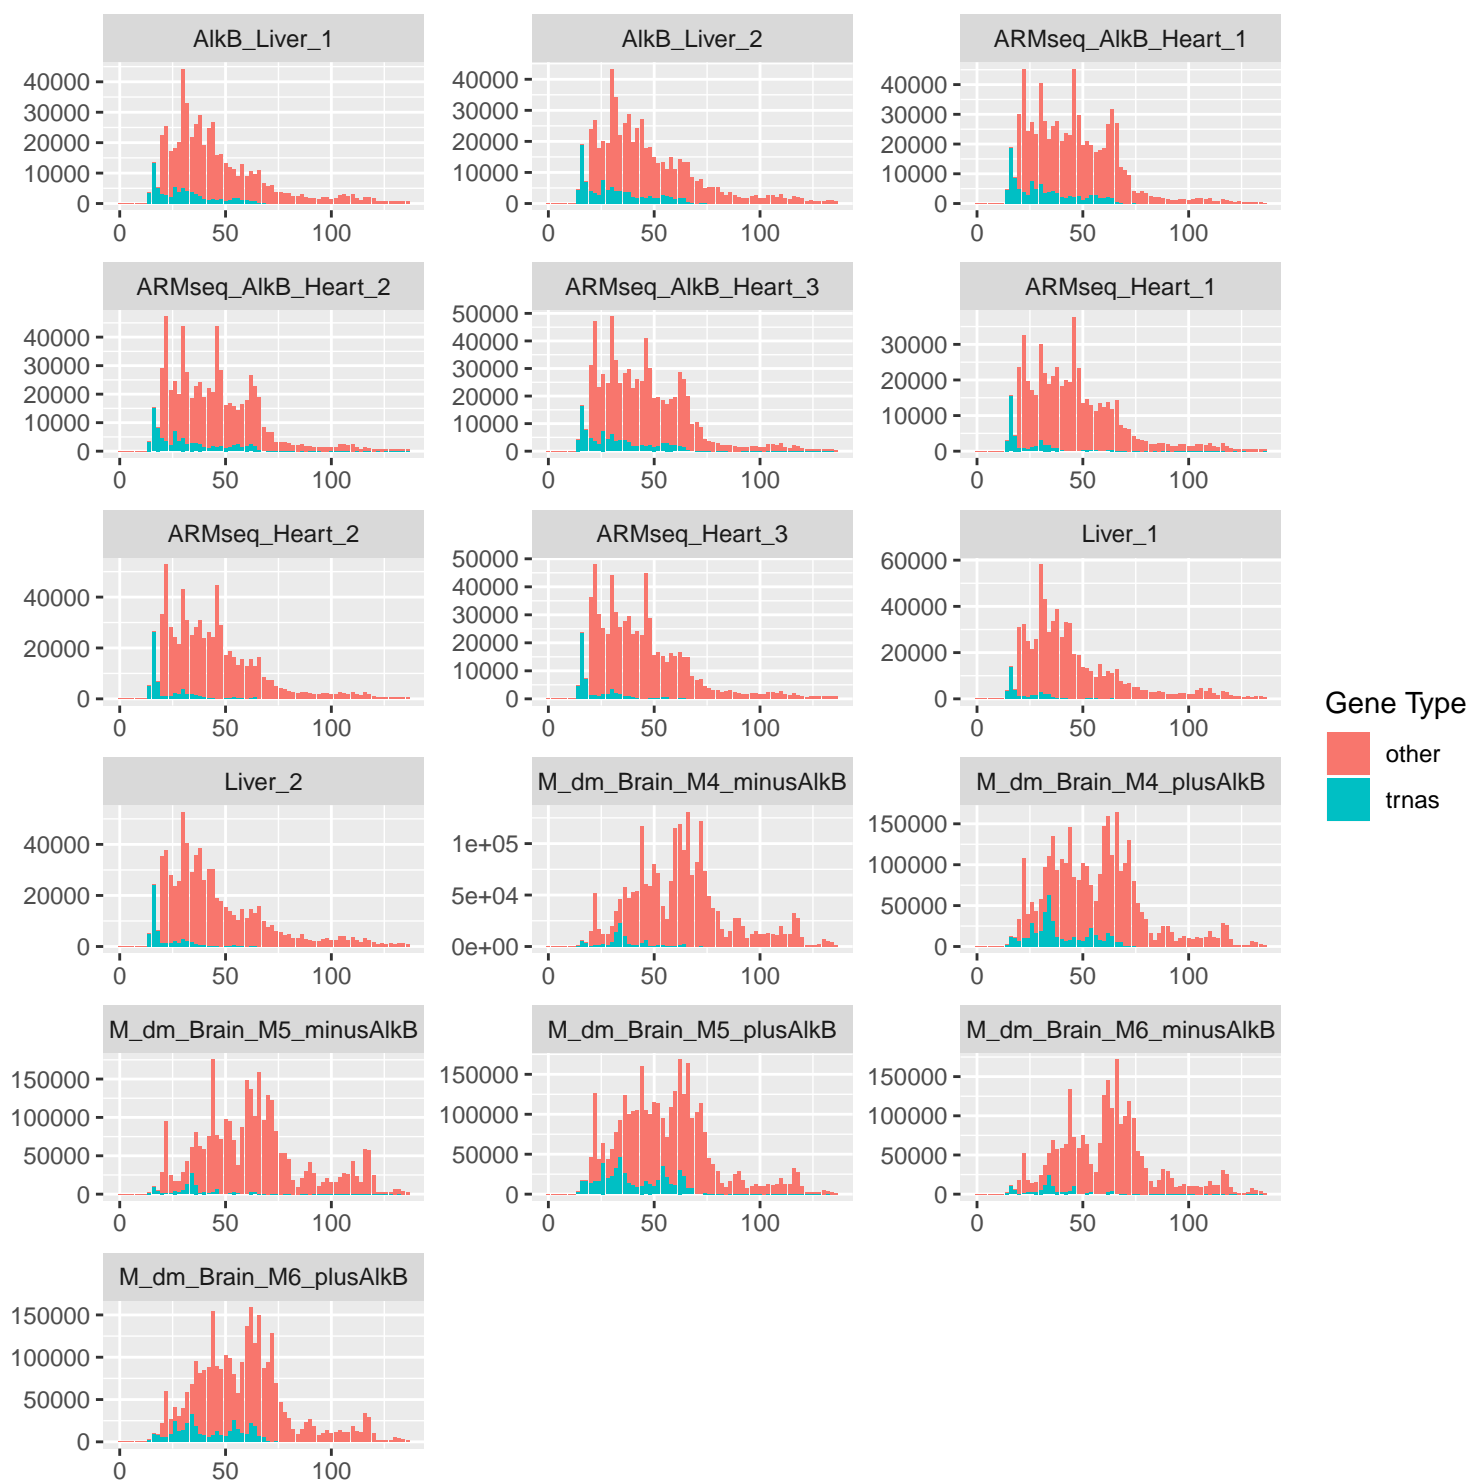 AlkB_Liver_1
AlkB_Liver_2
ARMseq_AlkB_Heart_1
40000
30000
20000
10000
0
0 50 100
40000
20000
0
0 50 100
40000
30000
20000
10000
0
0 50 100
ARMseq_AlkB_Heart_2
ARMseq_AlkB_Heart_3
ARMseq_Heart_1
40000
30000
20000
10000
0
0 50 100
50000
40000
30000
20000
10000
0
0 50 100
30000
20000
10000
0
0 50 100
ARMseq_Heart_2
ARMseq_Heart_3
Liver_1
40000
20000
0
0 50 100
50000
40000
30000
20000
10000
0
0 50 100
60000
40000
20000
0
0 50 100
Liver_2
M_dm_Brain_M4_minusAlkB
M_dm_Brain_M4_plusAlkB
40000
20000
0
0 50 100
1e+05
5e+04
0e+00
0 50 100
150000
100000
50000
0
0 50 100
M_dm_Brain_M5_minusAlkB
M_dm_Brain_M5_plusAlkB
M_dm_Brain_M6_minusAlkB
150000
100000
50000
0
0 50 100
150000
100000
50000
0
0 50 100
150000
100000
50000
0
0 50 100
M_dm_Brain_M6_plusAlkB
150000
100000
50000
0
0 50 100
Gene Type
other
trnas